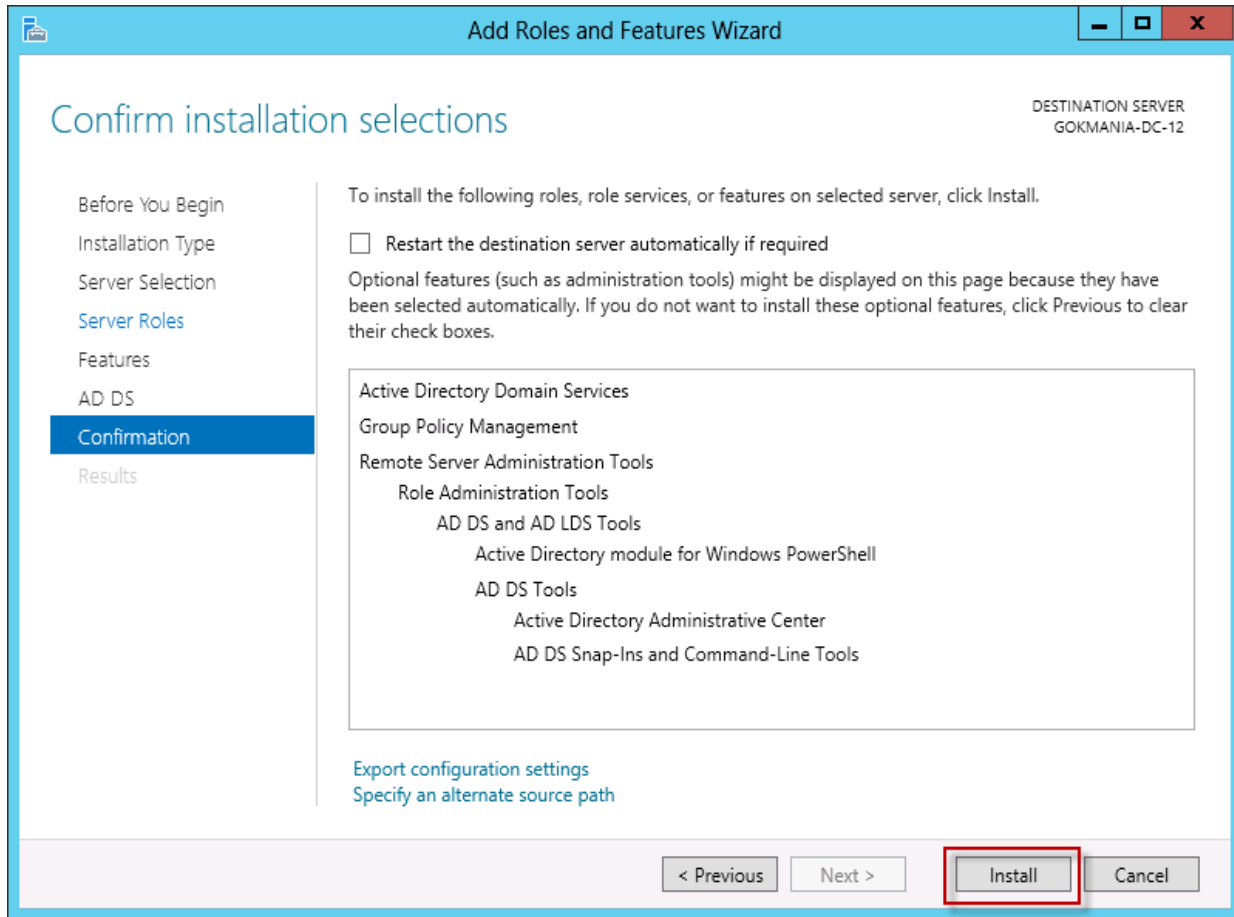 Add Roles and Features Wizard
Confirm installation selections
DESTINATION SERVER
GOKMANIA-DC-12
Before You Begin
Installation Type
Server Selection
Server Roles
Features
AD DS
Confirmation
Results
To install the following roles, role services, or features on selected server, click Install.
Restart the destination server automatically if required
Optional features (such as administration tools) might be displayed on this page because they have
been selected automatically. If you do not want to install these optional features, click Previous to clear
their check boxes.
Active Directory Domain Services
Group Policy Management
Remote Server Administration Tools
Role Administration Tools
AD DS and AD LDS Tools
Active Directory module for Windows PowerShell
AD DS Tools
Active Directory Administrative Center
AD DS Snap-Ins and Command-Line Tools
Export configuration settings
Specify an alternate source path
< Previous
Next >
Install
Cancel